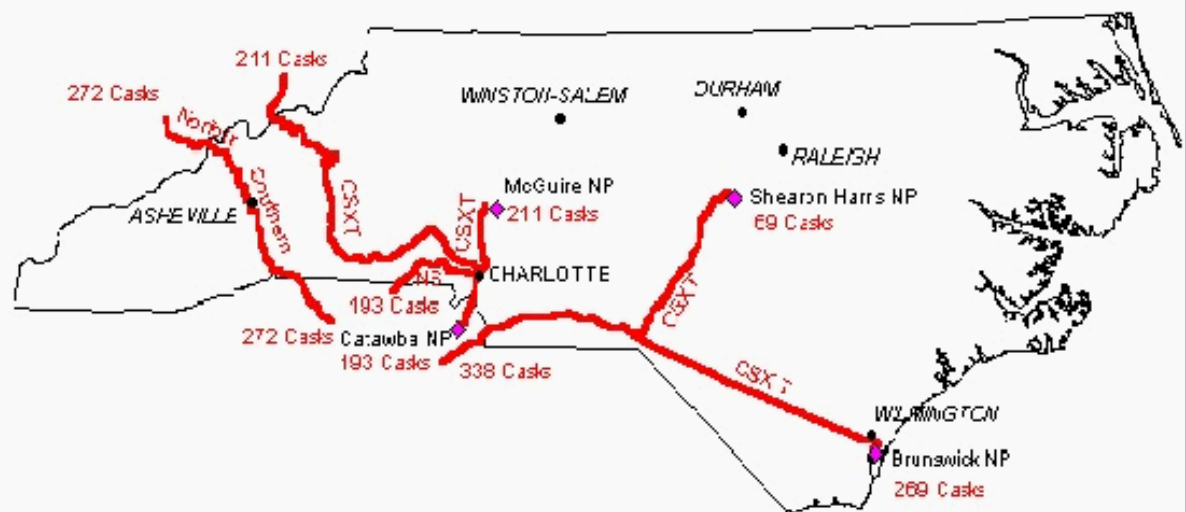 211 Casks
272 Casks
Norfolk
Southern
WINSTON-SALEM
DURHAM
RALEIGH
ASHEVILLE
CSXT
CSXT
McGuire NP
211 Casks
Shearon Harris NP
69 Casks
NS
CHARLOTTE
193 Casks
CSXT
272 Casks
Catawba NP
193 Casks
338 Casks
CSXT
WILMINGTON
Brunswick NP
269 Casks